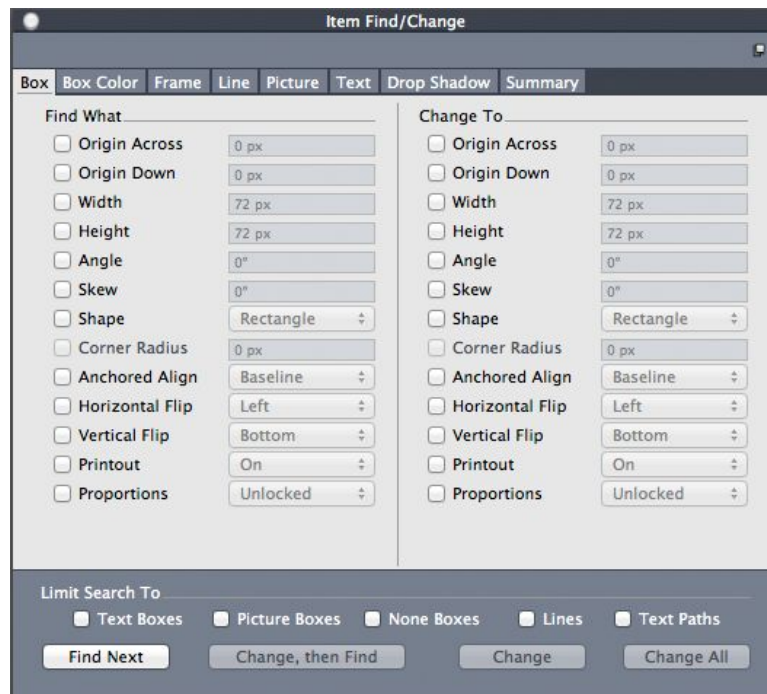 Item Find/Change
Box Box Color Frame Line Picture Text Drop Shadow Summary
Find What
Origin Across 0 px
Origin Down 0 px
Width 72 px
Height 72 px
Angle 0°
Skew 0°
Shape Rectangle
Corner Radius 0 px
Anchored Align Baseline
Horizontal Flip Left
Vertical Flip Bottom
Printout On
Proportions Unlocked
Change To
Origin Across 0 px
Origin Down 0 px
Width 72 px
Height 72 px
Angle 0°
Skew 0°
Shape Rectangle
Corner Radius 0 px
Anchored Align Baseline
Horizontal Flip Left
Vertical Flip Bottom
Printout On
Proportions Unlocked
Limit Search To
Text Boxes Picture Boxes None Boxes Lines Text Paths
Find Next Change, then Find Change Change All